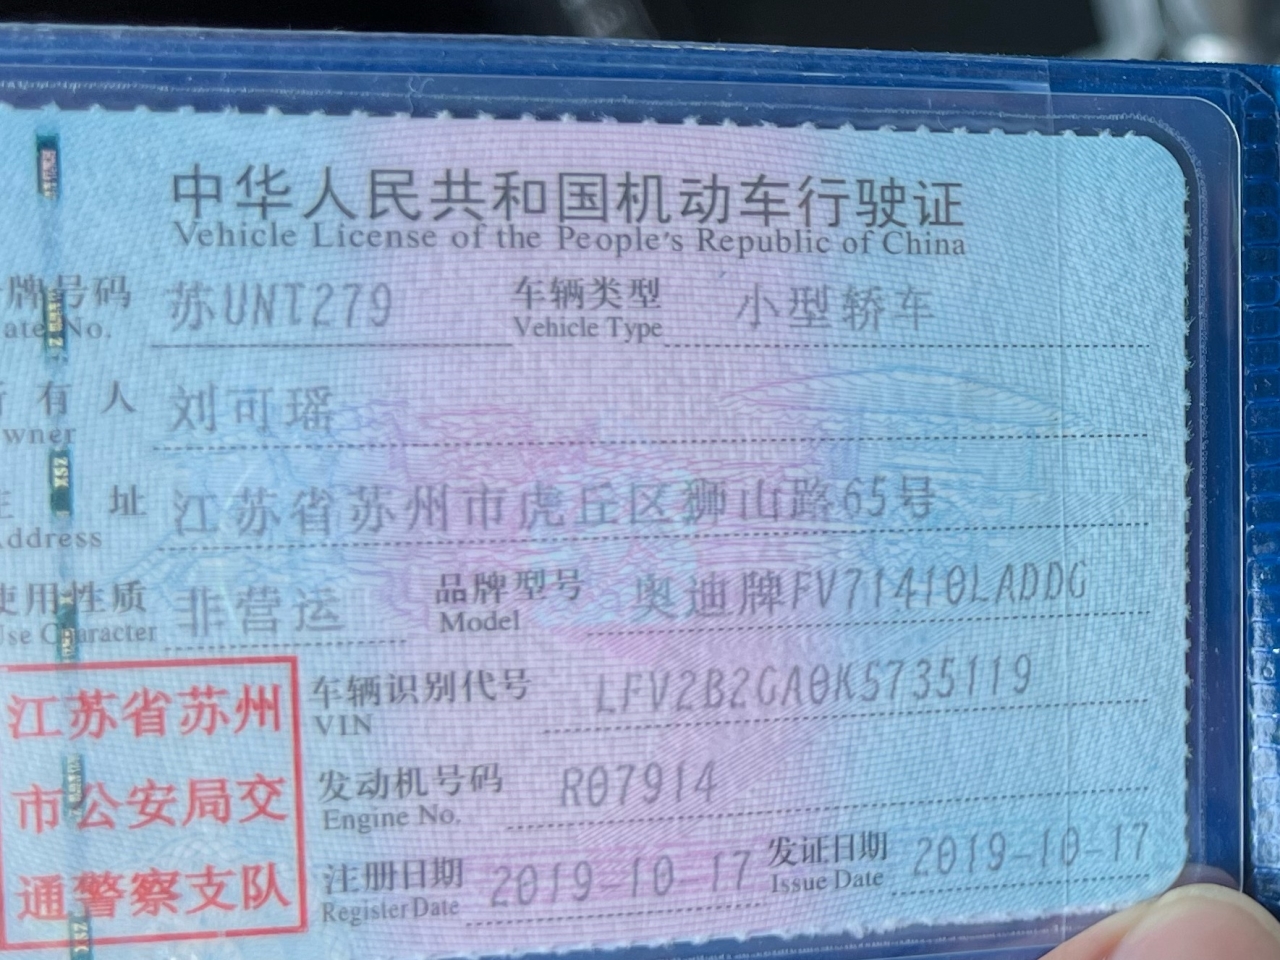 中华人民共和国机动车行驶证
Vehicle License of the People's Republic of China
牌号码 苏UNT279 车辆类型 小型轿车
ate No. Vehicle Type
所有人 刘可瑶
wner
住址 江苏省苏州市虎丘区狮山路65号
Address
使用性质 非营运 品牌型号 奥迪牌FV71410LADDG
Use Character Model
江苏省苏州
市公安局交
通警察支队
车辆识别代号 LFV2B2GA0K5735119
VIN
发动机号码 R07914
Engine No.
注册日期 2019-10-17 发证日期 2019-10-17
Register Date Issue Date